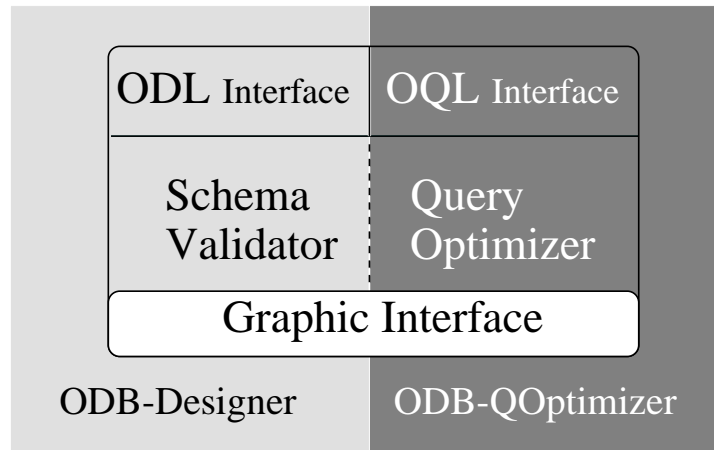 ODL Interface OQL Interface
Schema Query
Validator Optimizer
Graphic Interface
ODB-Designer ODB-QOptimizer